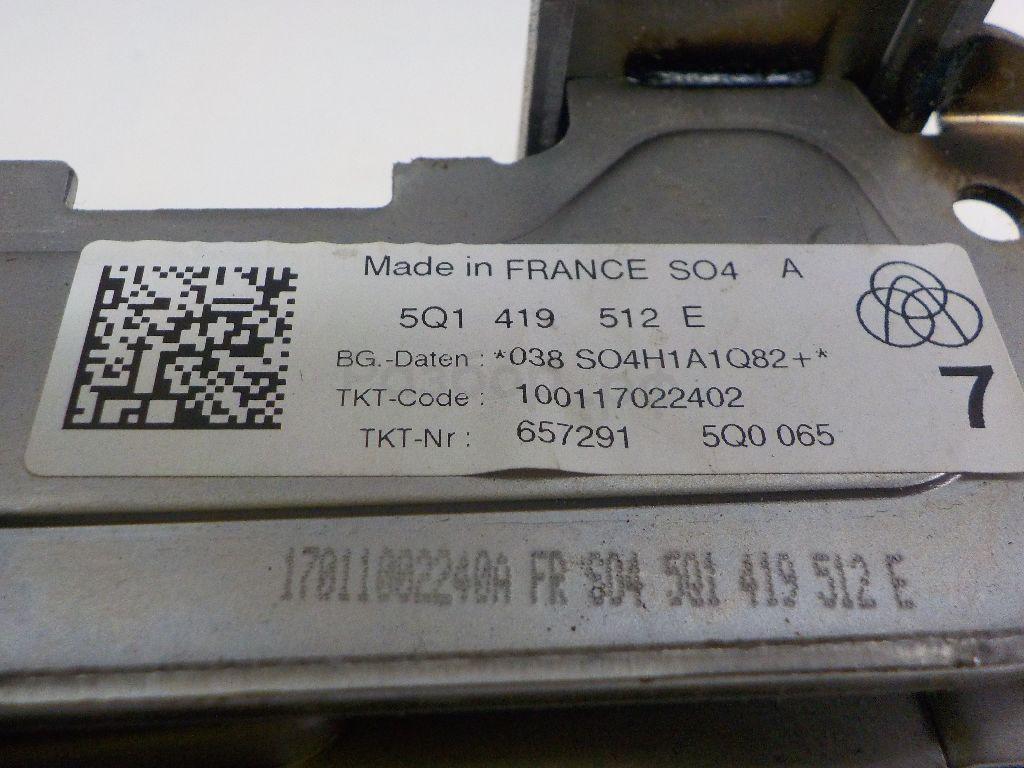 Made in FRANCE SO4 A
5Q1 419 512 E
BG.-Daten : *038 SO4H1A1Q82+*
TKT-Code : 100117022402
TKT-Nr : 657291 5Q0 065
7
17011002240A FR SO4 5Q1 419 512 E